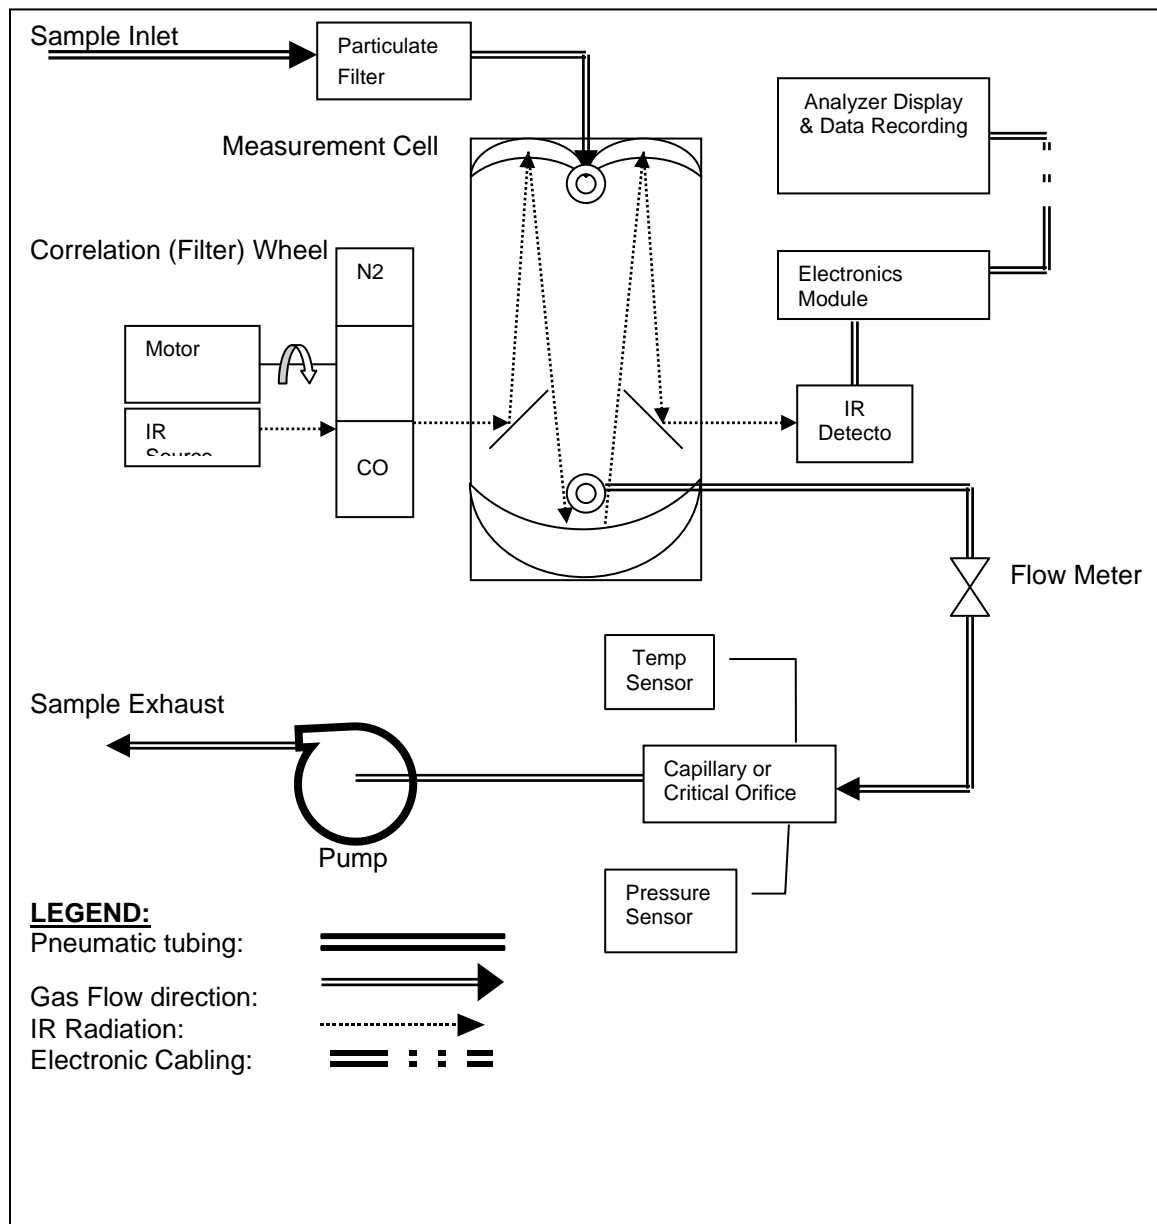 Sample Inlet
Particulate
Filter
Analyzer Display
& Data Recording
Measurement Cell
Correlation (Filter) Wheel
N2
Electronics
Module
Motor
IR
Source
CO
IR
Detecto
Flow Meter
Temp
Sensor
Sample Exhaust
Capillary or
Critical Orifice
Pump
Pressure
Sensor
LEGEND:
Pneumatic tubing:
Gas Flow direction:
IR Radiation:
Electronic Cabling: